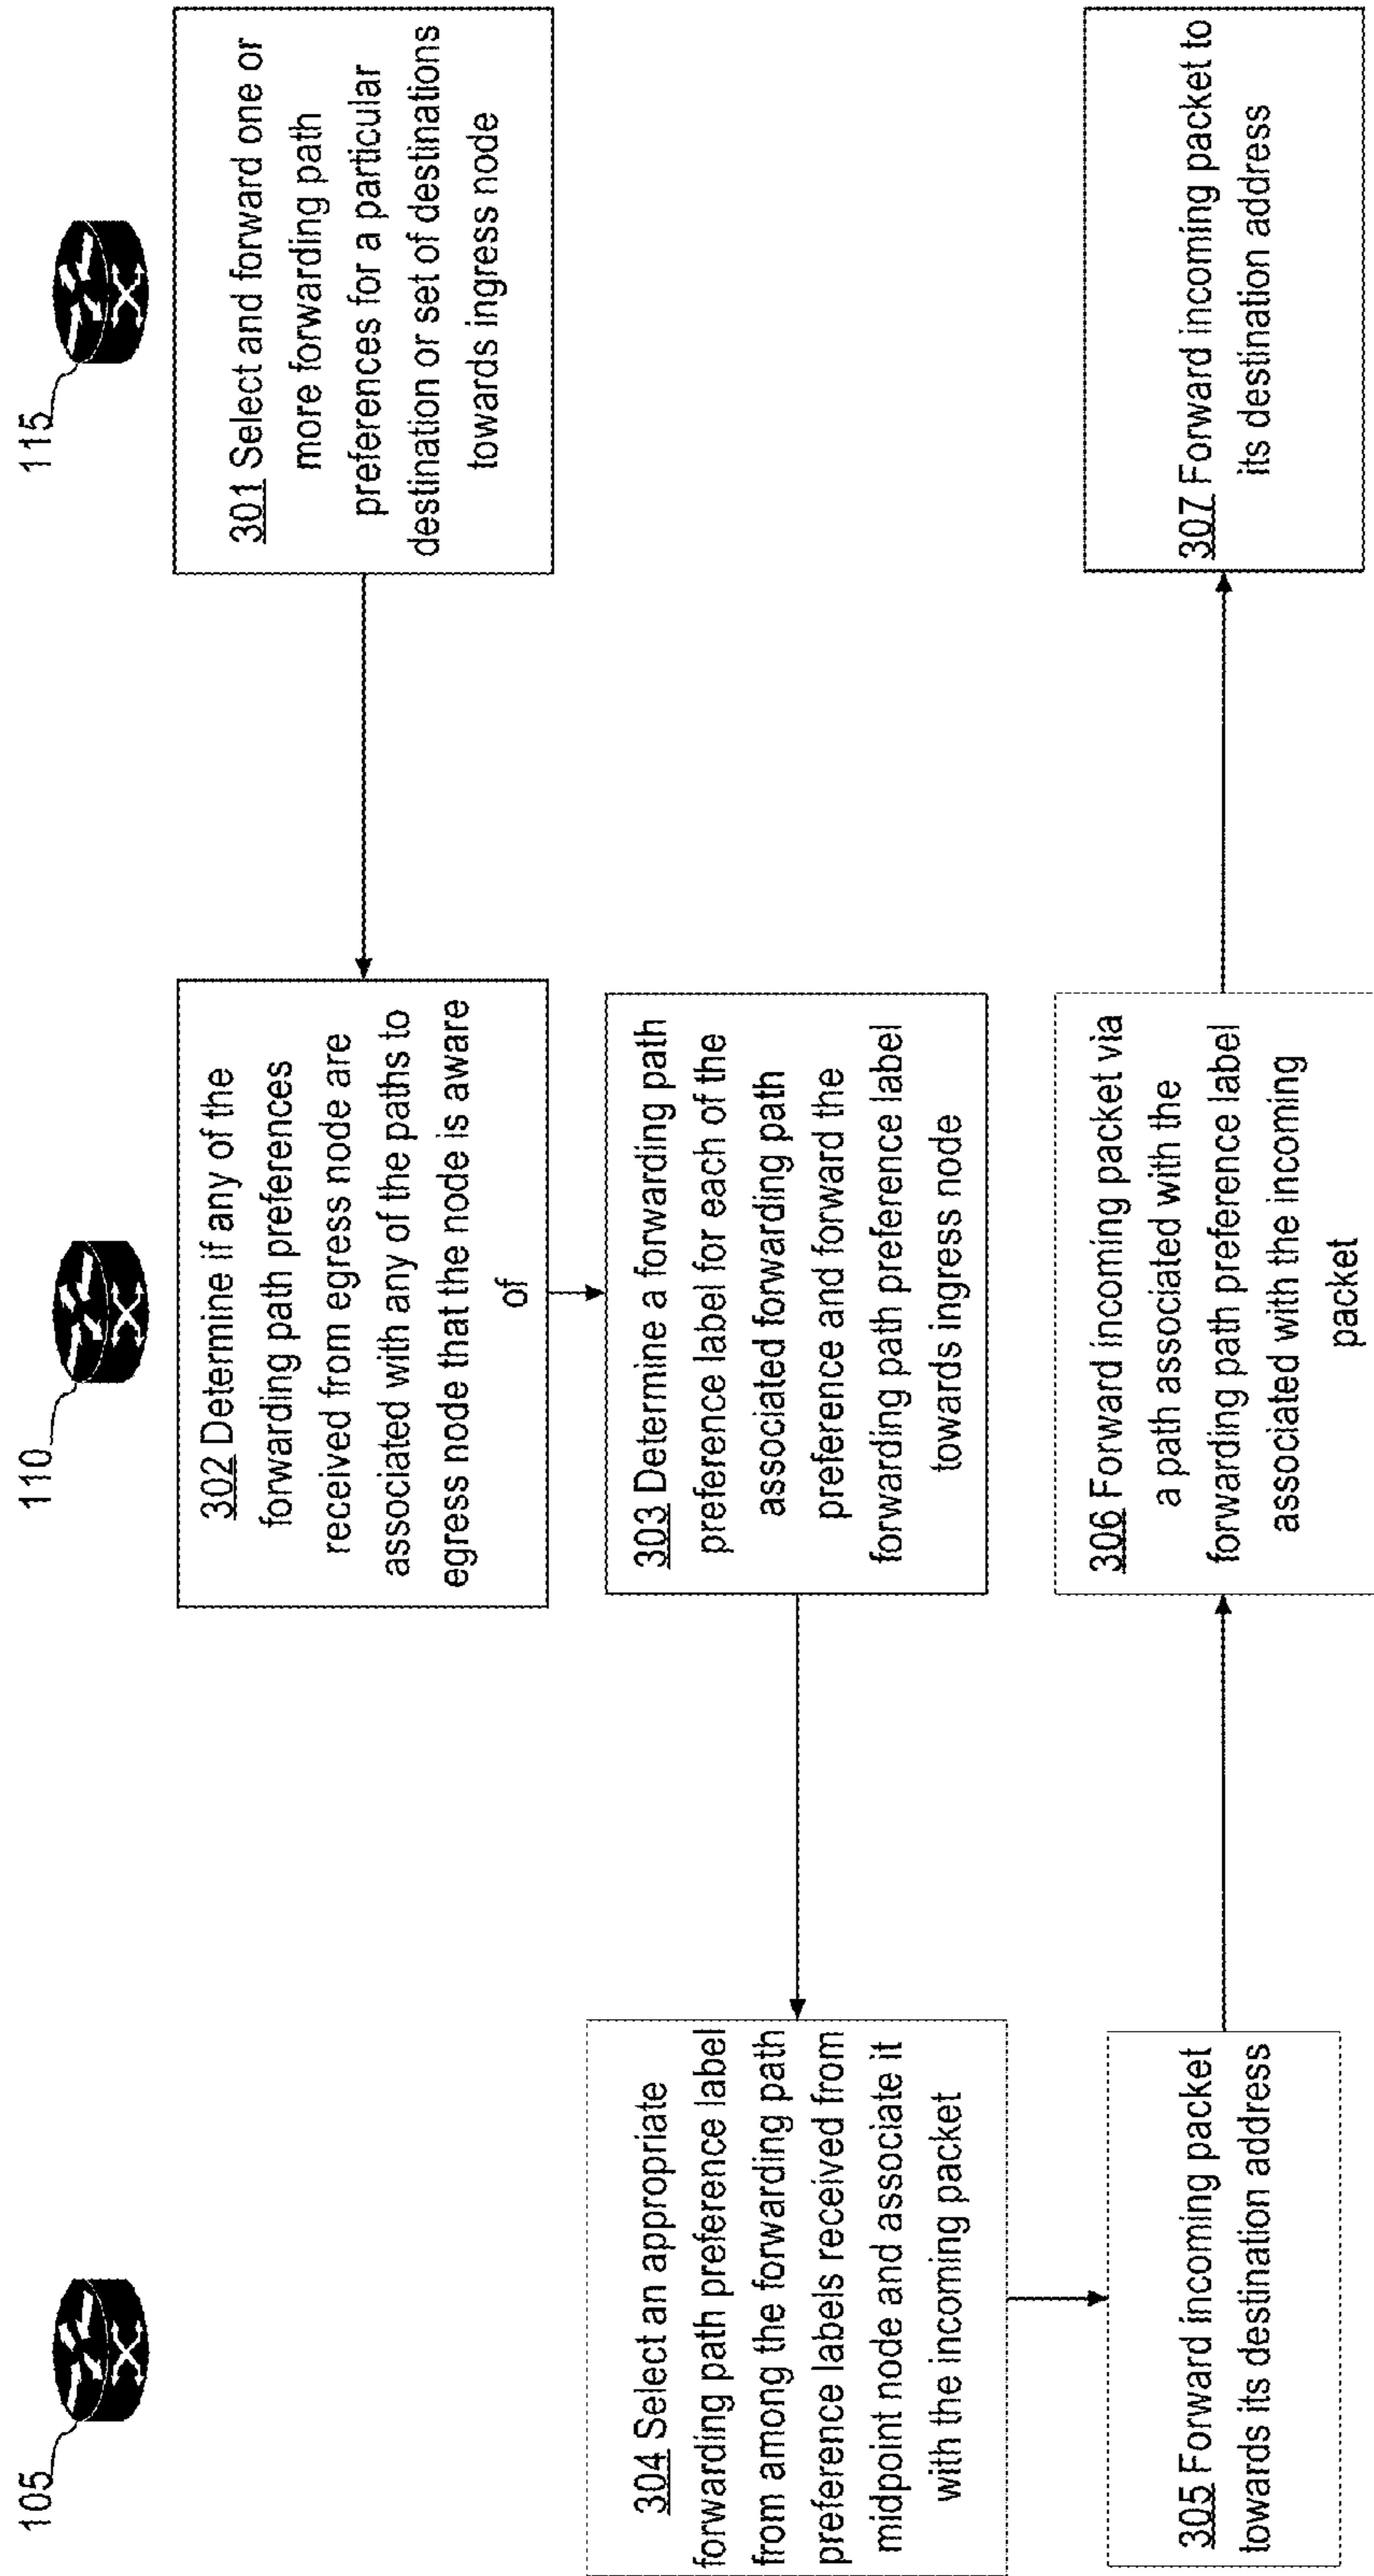 105
110
115
301 Select and forward one or
more forwarding path
preferences for a particular
destination or set of destinations
towards ingress node
302 Determine if any of the
forwarding path preferences
received from egress node are
associated with any of the paths to
egress node that the node is aware
of
303 Determine a forwarding path
preference label for each of the
associated forwarding path
preference and forward the
forwarding path preference label
towards ingress node
304 Select an appropriate
forwarding path preference label
from among the forwarding path
preference labels received from
midpoint node and associate it
with the incoming packet
305 Forward incoming packet
towards its destination address
306 Forward incoming packet via
a path associated with the
forwarding path preference label
associated with the incoming
packet
307 Forward incoming packet to
its destination address